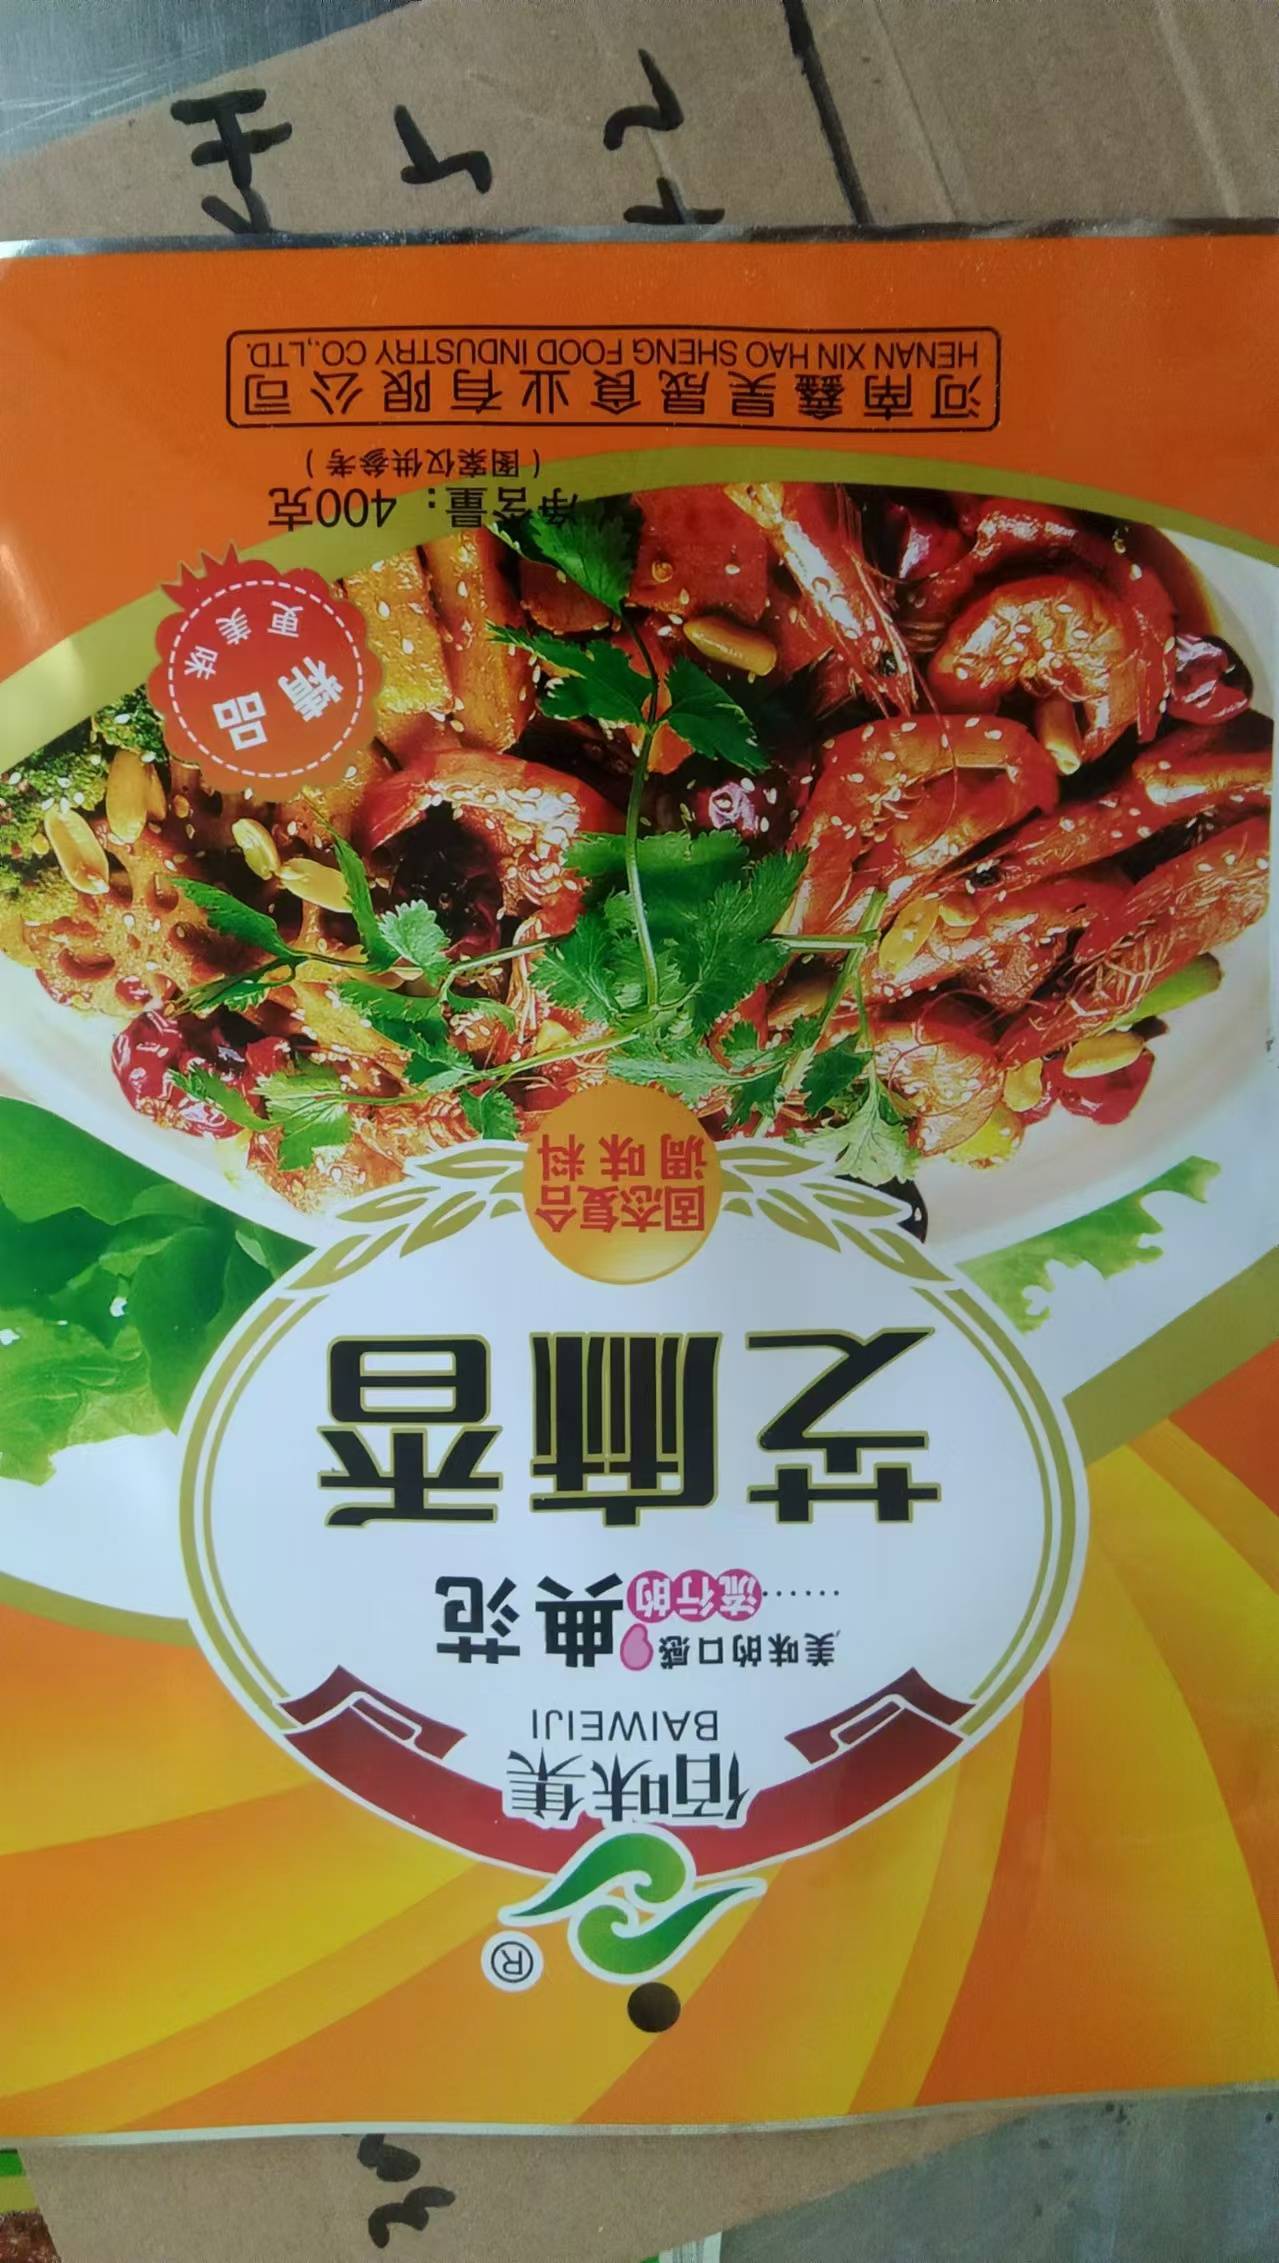 ®
佰味集
BAIWEIJI
美味的口感
……流行的
典范
芝麻香
固态复合
调味料
精品
更美味
净含量：400克
（图案仅供参考）
河南鑫昊晟食业有限公司
HENAN XIN HAO SHENG FOOD INDUSTRY CO.,LTD.